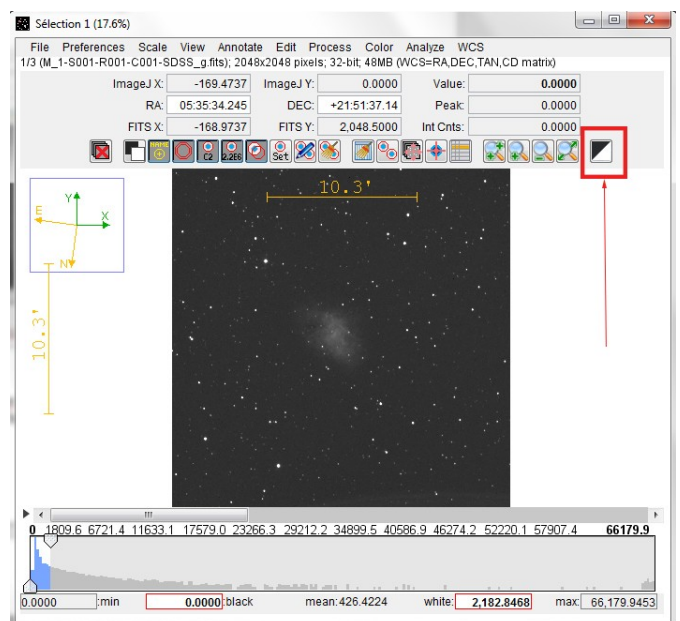 Sélection 1 (17.6%)
File Preferences Scale View Annotate Edit Process Color Analyze WCS
1/3 (M_1-S001-R001-C001-SDSS_g.fits); 2048x2048 pixels; 32-bit; 48MB (WCS=RA,DEC,TAN,CD matrix)
ImageJ X: -169.4737 ImageJ Y: 0.0000 Value: 0.0000
RA: 05:35:34.245 DEC: +21:51:37.14 Peak: 0.0000
FITS X: -168.9737 FITS Y: 2,048.5000 Int Cnts: 0.0000
NAME C2 2.2E6 Set
10.3'
Y
E X
N
10.3'
0 1809.6 6721.4 11633.1 17579.0 23266.3 29212.2 34899.5 40586.9 46274.2 52220.1 57907.4 66179.9
0.0000 :min 0.0000 :black mean: 426.4224 white: 2,182.8468 max: 66,179.9453